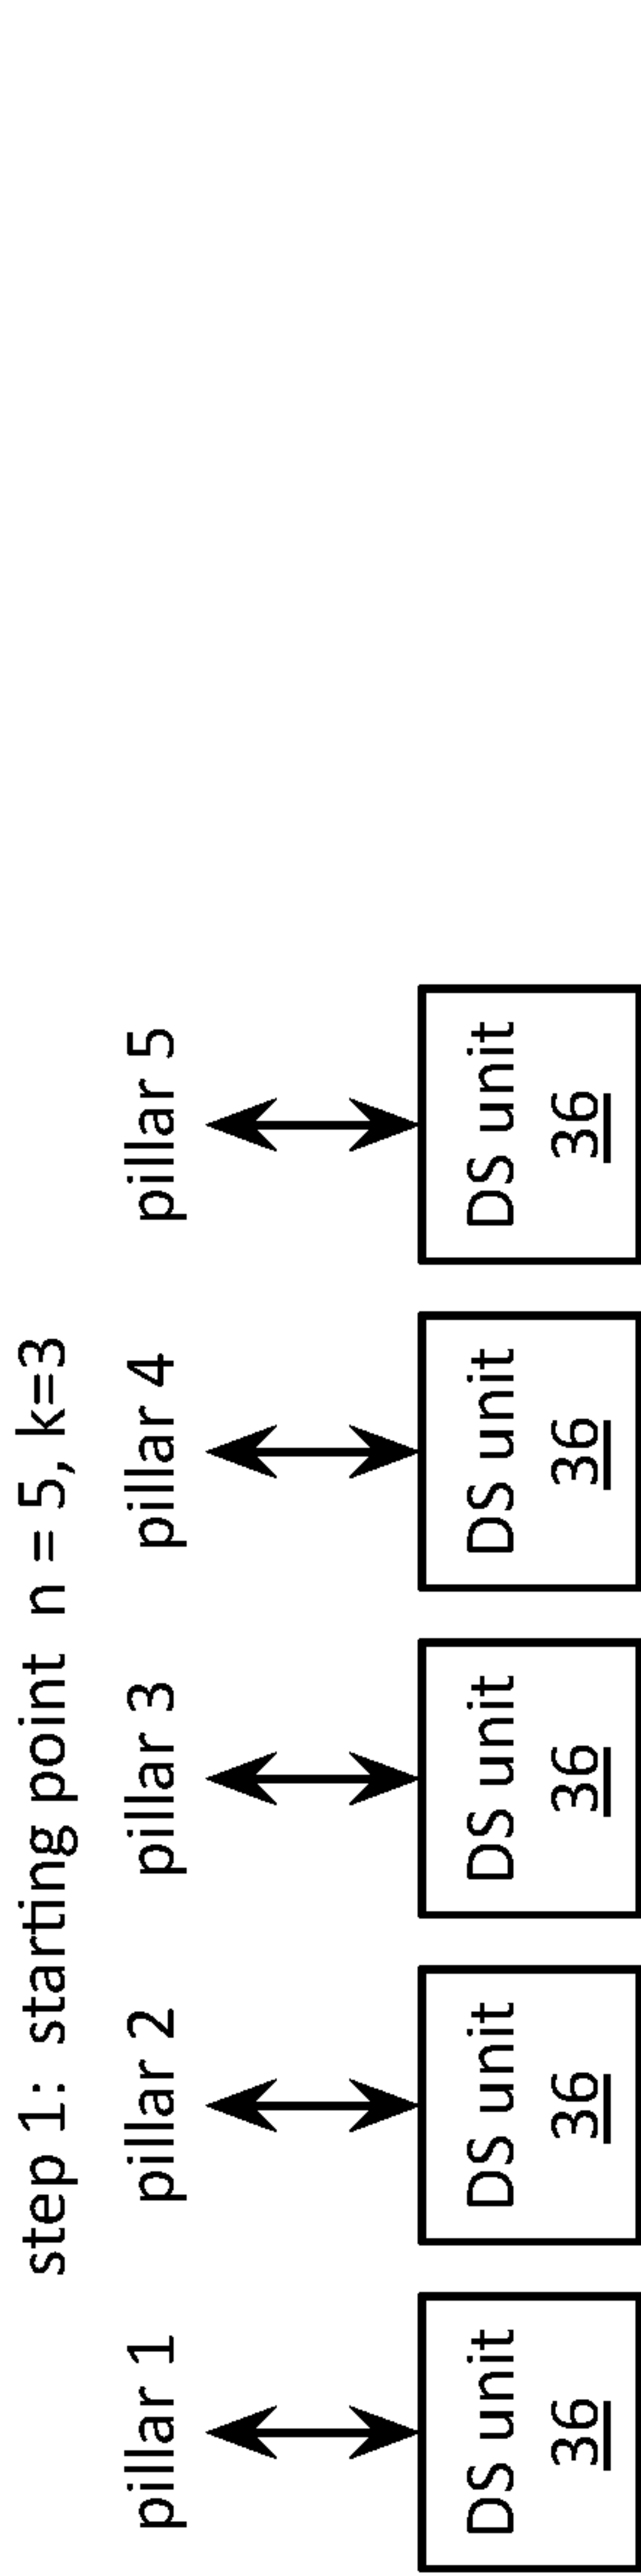 step 1: starting point n = 5, k=3
pillar 1
pillar 2
pillar 3
pillar 4
pillar 5
DS unit
36
DS unit
36
DS unit
36
DS unit
36
DS unit
36